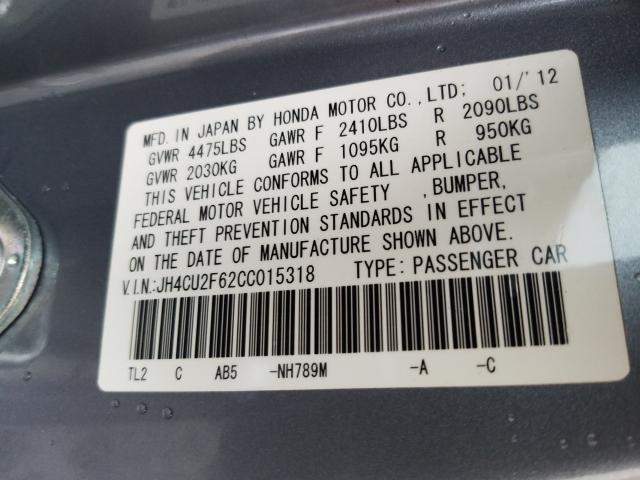 MFD. IN JAPAN BY HONDA MOTOR CO., LTD; 01/'12
GVWR 4475LBS GAWR F 2410LBS R 2090LBS
GVWR 2030KG GAWR F 1095KG R 950KG
THIS VEHICLE CONFORMS TO ALL APPLICABLE
FEDERAL MOTOR VEHICLE SAFETY ,BUMPER,
AND THEFT PREVENTION STANDARDS IN EFFECT
ON THE DATE OF MANUFACTURE SHOWN ABOVE.
V.I.N.:JH4CU2F62CC015318 TYPE: PASSENGER CAR
TL2 C AB5 -NH789M -A -C